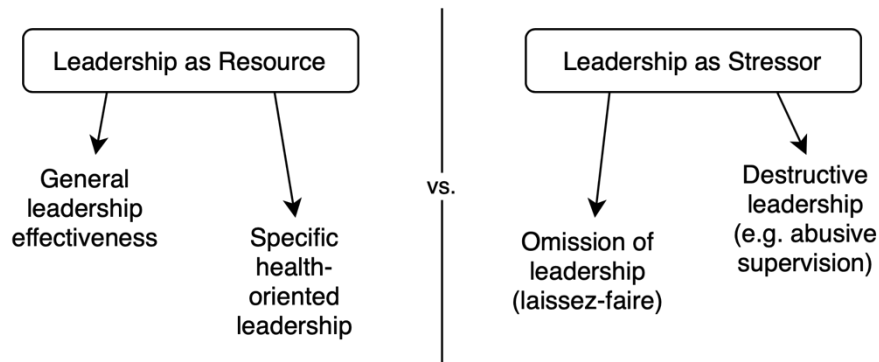 Leadership as Resource
General
leadership
effectiveness
Specific
health-
oriented
leadership
vs.
Leadership as Stressor
Omission of
leadership
(laissez-faire)
Destructive
leadership
(e.g. abusive
supervision)